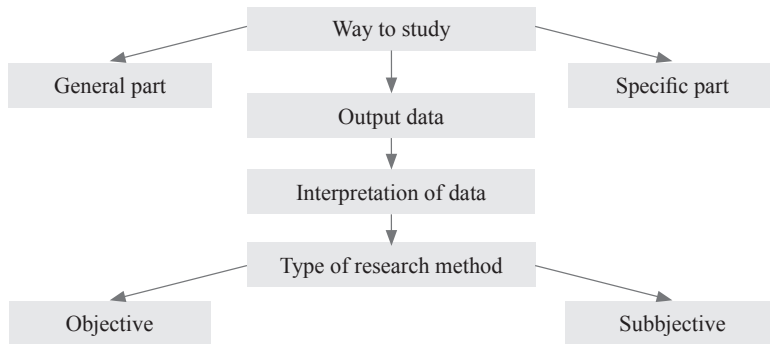 Way to study
General part
Specific part
Output data
Interpretation of data
Type of research method
Objective
Subbjective